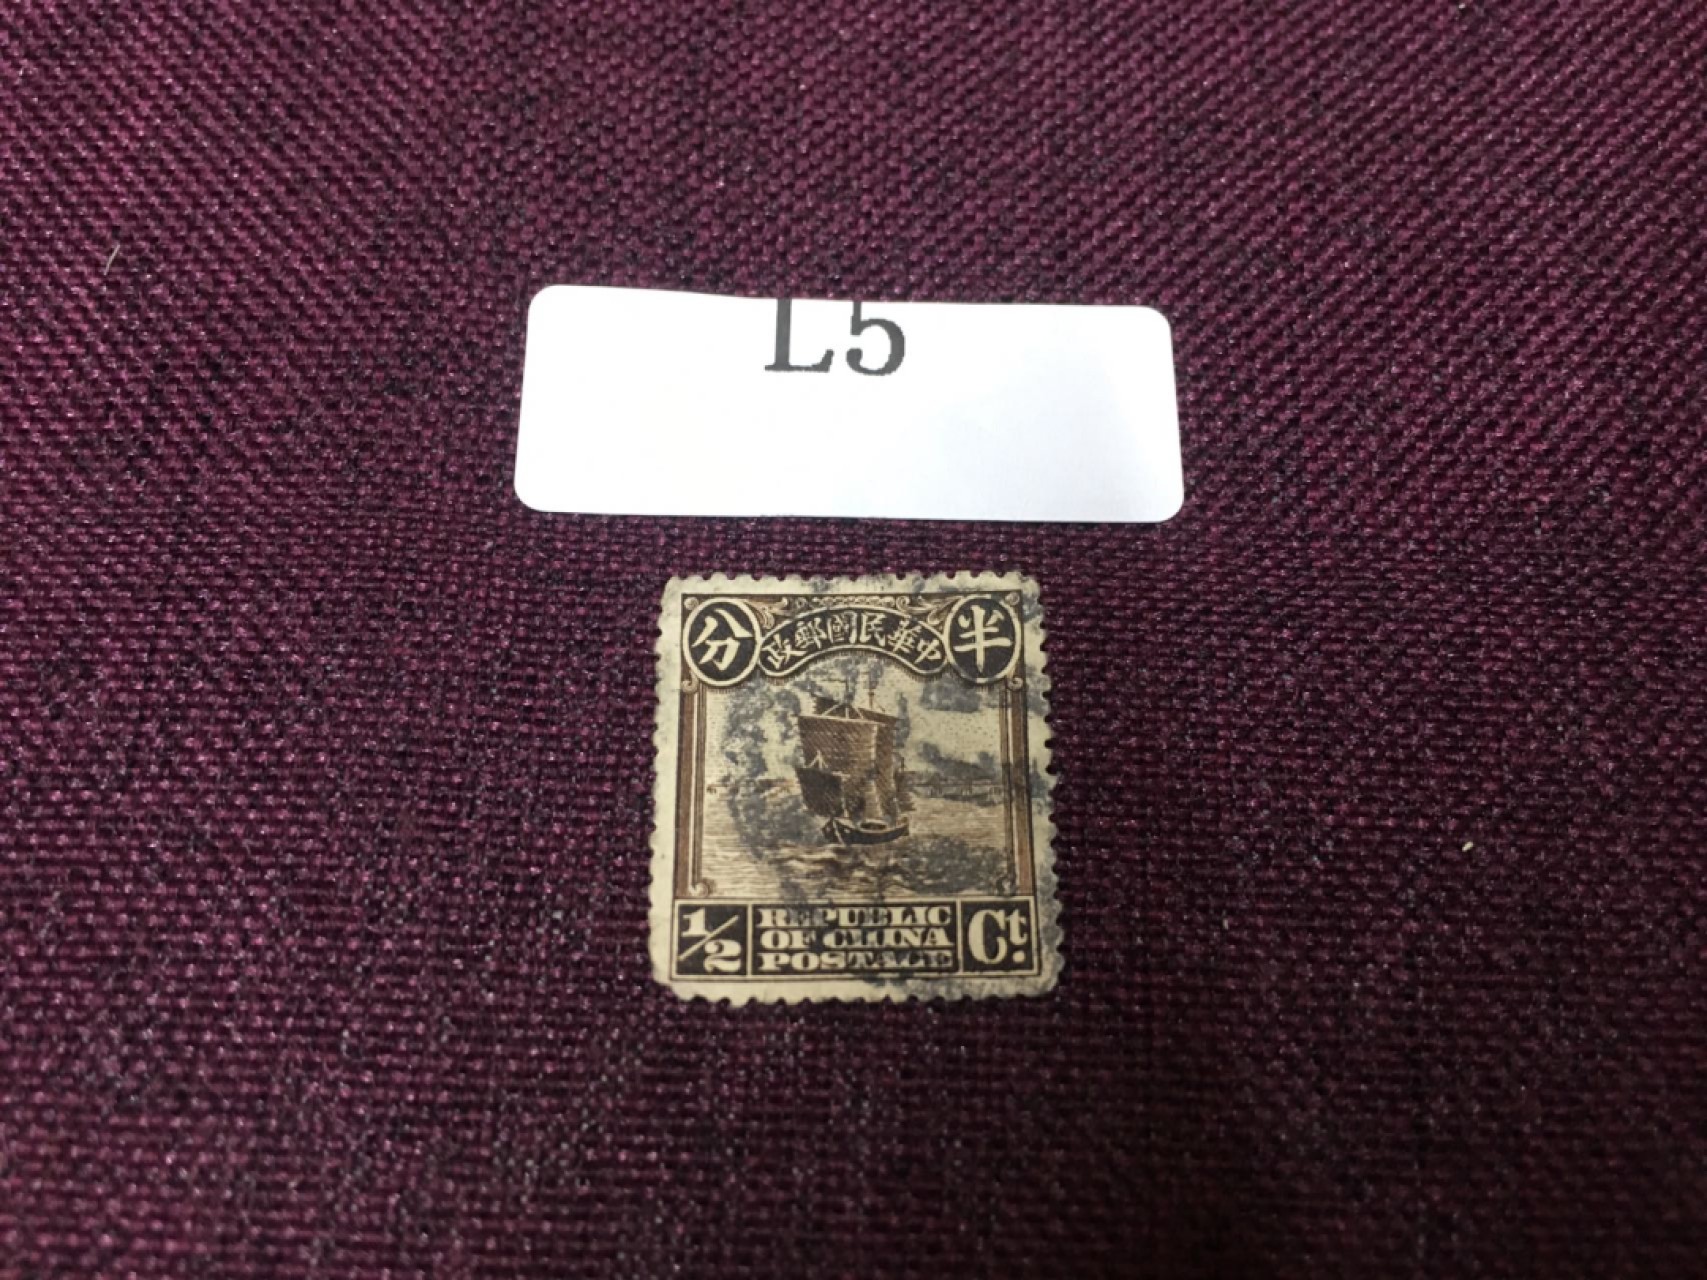 L5
分 政郵國民華中 半
1/2 REPUBLIC Ct.
OF CHINA
POSTAGE